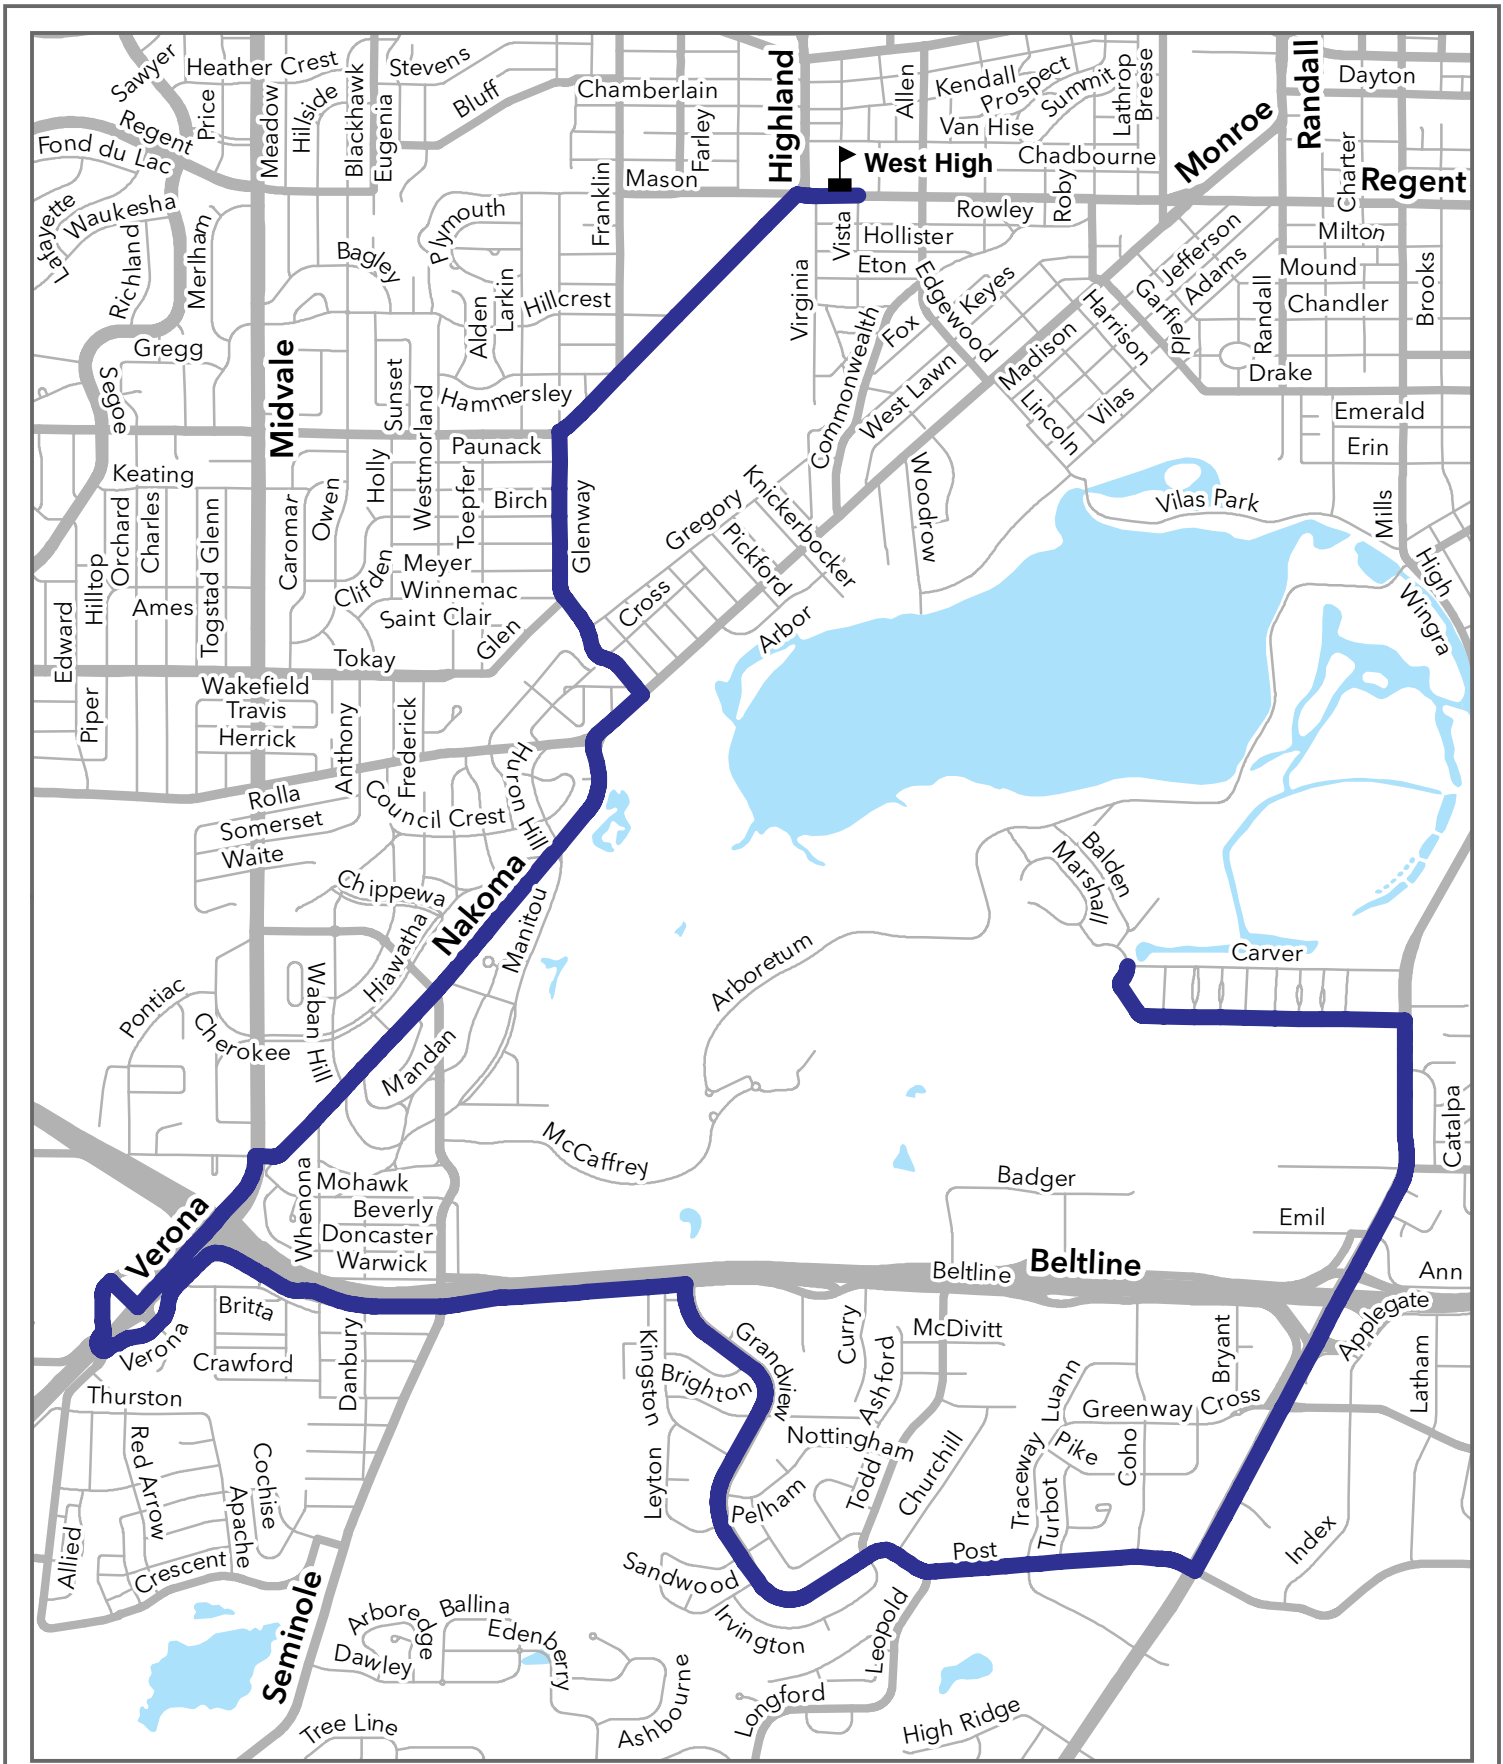 Sawyer
Heather Crest
Stevens
Highland
Randall
Dayton
Price
Meadow
Hillside
Blackhawk
Eugenia
Bluff
Chamberlain
Farley
Allen
Kendall
Prospect
Summit
Lathrop
Breese
Monroe
Van Hise
Regent
Fond du Lac
West High
Chadbourne
Charter
Regent
Mason
Franklin
Lafayette
Waukesha
Richland
Merlham
Plymouth
Bagley
Vista
Rowley
Roby
Hollister
Eton
Milton
Mound
Chandler
Randall
Brooks
Jefferson
Adams
Garfield
Harrison
Edgewood
Keyes
Virginia
Commonwealth
Fox
Madison
West Lawn
Lincoln
Vilas
Alden
Larkin
Hillcrest
Gregg
Segoe
Midvale
Sunset
Hammersley
Westmorland
Drake
Emerald
Erin
Paunack
Keating
Holly
Toepfer
Birch
Glenway
Owen
Caromar
Orchard
Charles
Togstad Glenn
Hilltop
Edward
Ames
Clifden
Meyer
Winnemac
Saint Clair
Glen
Gregory
Knickerbocker
Pickford
Cross
Woodrow
Arbor
Vilas Park
Mills
High
Wingra
Tokay
Wakefield
Travis
Herrick
Piper
Anthony
Frederick
Huron Hill
Rolla
Somerset
Waite
Council Crest
Chippewa
Nakoma
Manitou
Hiawatha
Waban Hill
Pontiac
Cherokee
Mandan
Arboretum
Balden
Marshall
Carver
McCaffrey
Catalpa
Whenona
Mohawk
Beverly
Doncaster
Warwick
Verona
Badger
Emil
Beltline
Beltline
Ann
Applegate
Britta
Verona
Crawford
Danbury
Thurston
Kingston
Grandview
Brighton
Curry
Ashford
McDivitt
Bryant
Latham
Luann
Greenway Cross
Nottingham
Red Arrow
Cochise
Apache
Leyton
Pelham
Todd
Churchill
Traceway
Pike
Coho
Turbot
Index
Allied
Crescent
Post
Sandwood
Irvington
Leopold
Seminole
Arboredge
Ballina
Edenberry
Dawley
Ashbourne
Longford
High Ridge
Tree Line